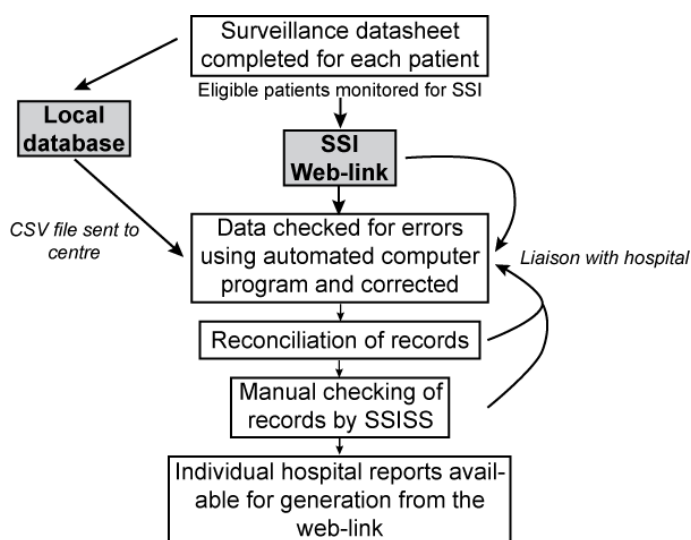 Surveillance datasheet
completed for each patient
Eligible patients monitored for SSI
Local
database
SSI
Web-link
CSV file sent to
centre
Data checked for errors
using automated computer
program and corrected
Liaison with hospital
Reconciliation of records
Manual checking of
records by SSISS
Individual hospital reports avail-
able for generation from the
web-link